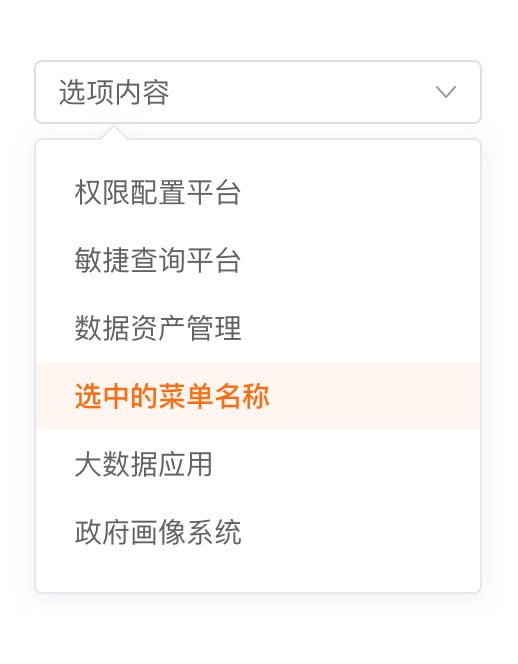 选项内容
权限配置平台
敏捷查询平台
数据资产管理
选中的菜单名称
大数据应用
政府画像系统